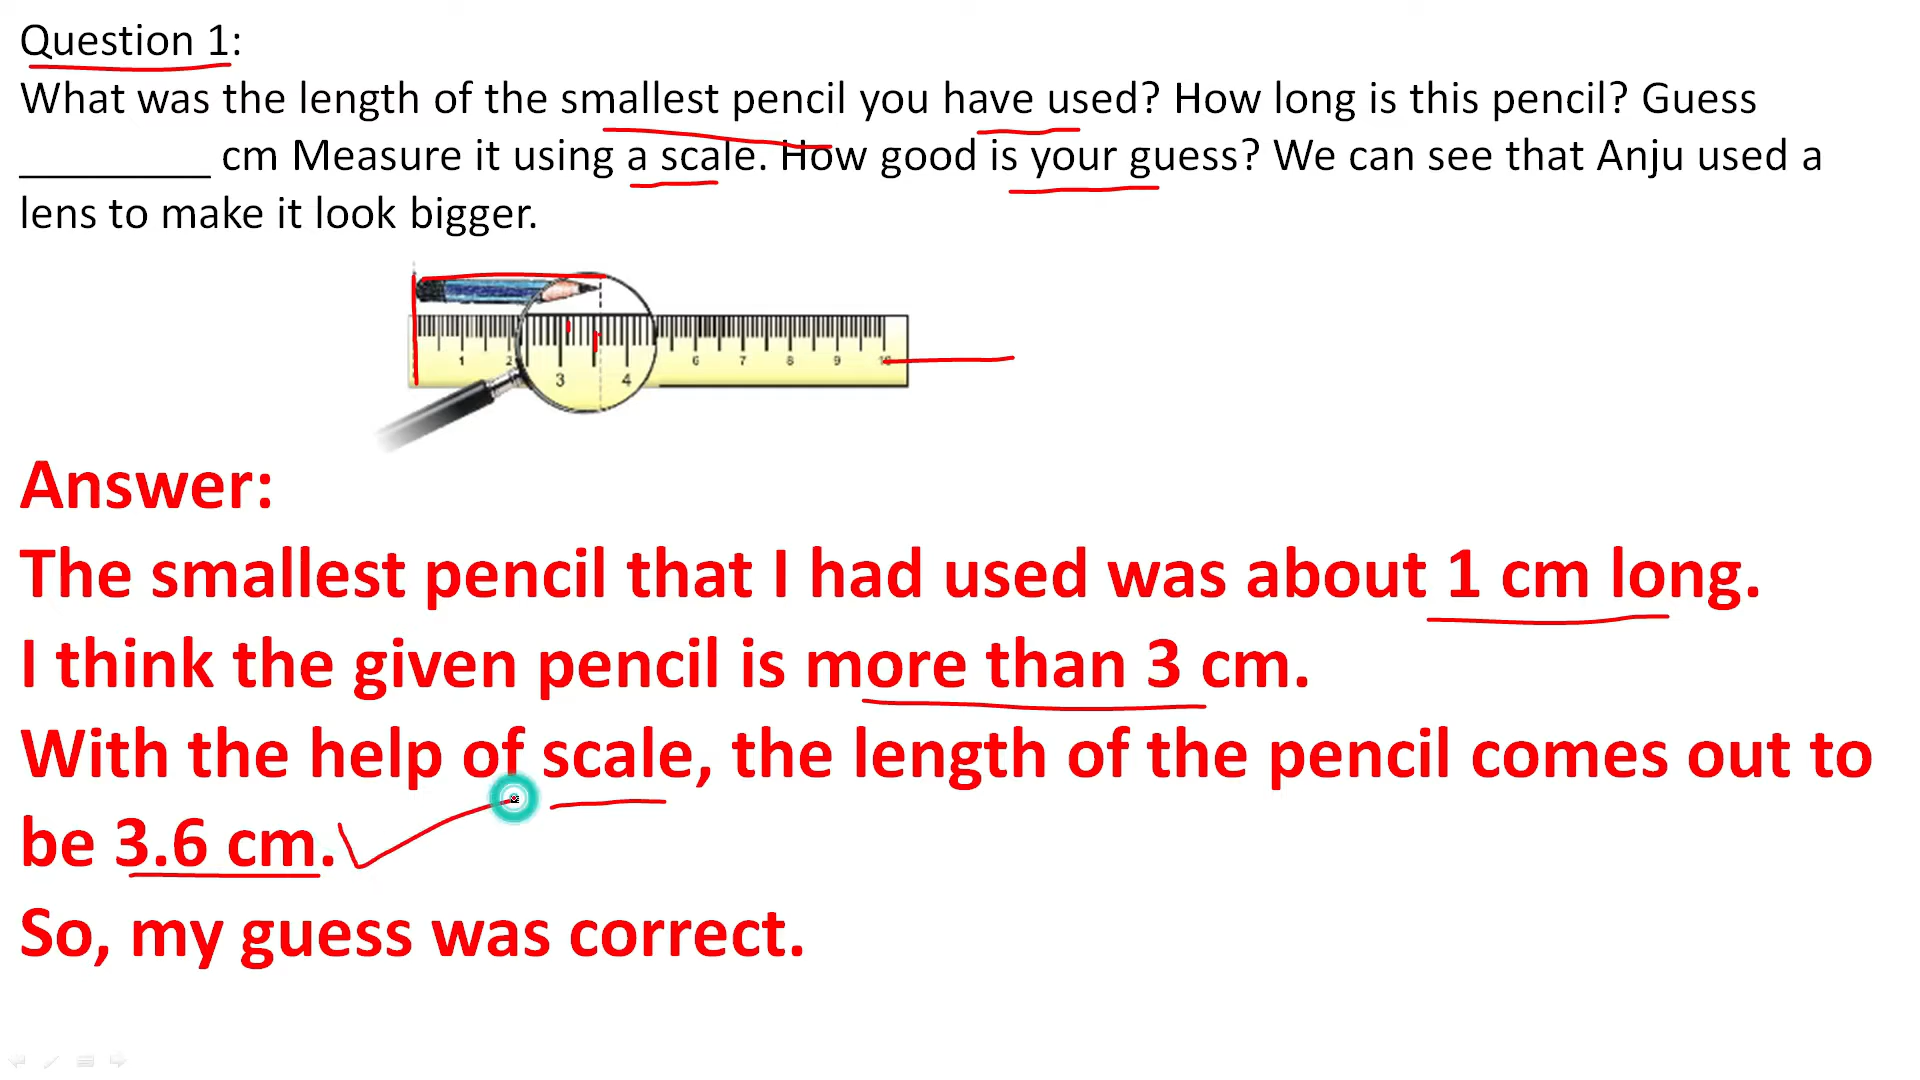 Question 1:
What was the length of the smallest pencil you have used? How long is this pencil? Guess
________ cm Measure it using a scale. How good is your guess? We can see that Anju used a
lens to make it look bigger.
1 2 3 4 6 7 8 9 10
Answer:
The smallest pencil that I had used was about 1 cm long.
I think the given pencil is more than 3 cm.
With the help of scale, the length of the pencil comes out to
be 3.6 cm.
So, my guess was correct.